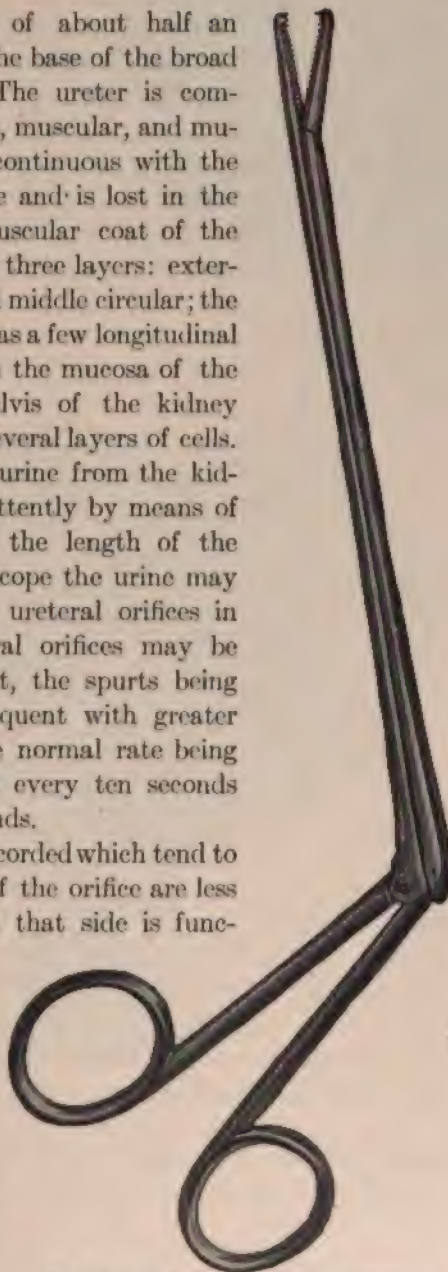 of about half an
he base of the broad
The ureter is com-
, muscular, and mu-
continuous with the
e and is lost in the
uscular coat of the
three layers: exter-
l middle circular; the
as a few longitudinal
the mucosa of the
lvis of the kidney
everal layers of cells.
urine from the kid-
ttently by means of
the length of the
cope the urine may
ureteral orifices in
al orifices may be
t, the spurts being
quent with greater
e normal rate being
every ten seconds
nds.
corded which tend to
of the orifice are less
that side is func-